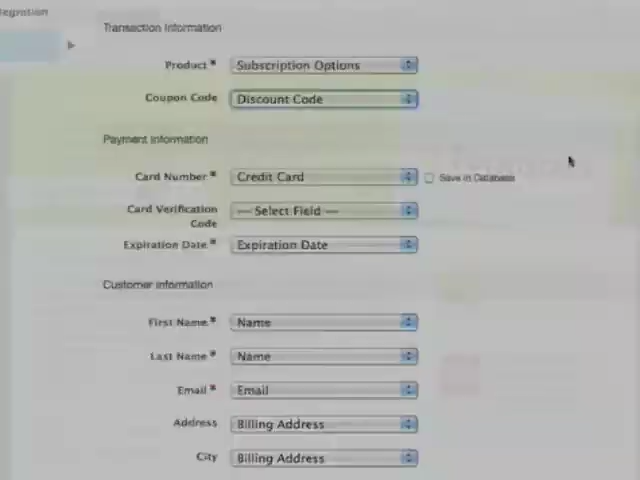 Transaction Information
Product * Subscription Options
Coupon Code Discount Code
Payment Information
Card Number * Credit Card Save in Database
Card Verification Code — Select Field —
Expiration Date * Expiration Date
Customer Information
First Name * Name
Last Name * Name
Email * Email
Address Billing Address
City Billing Address